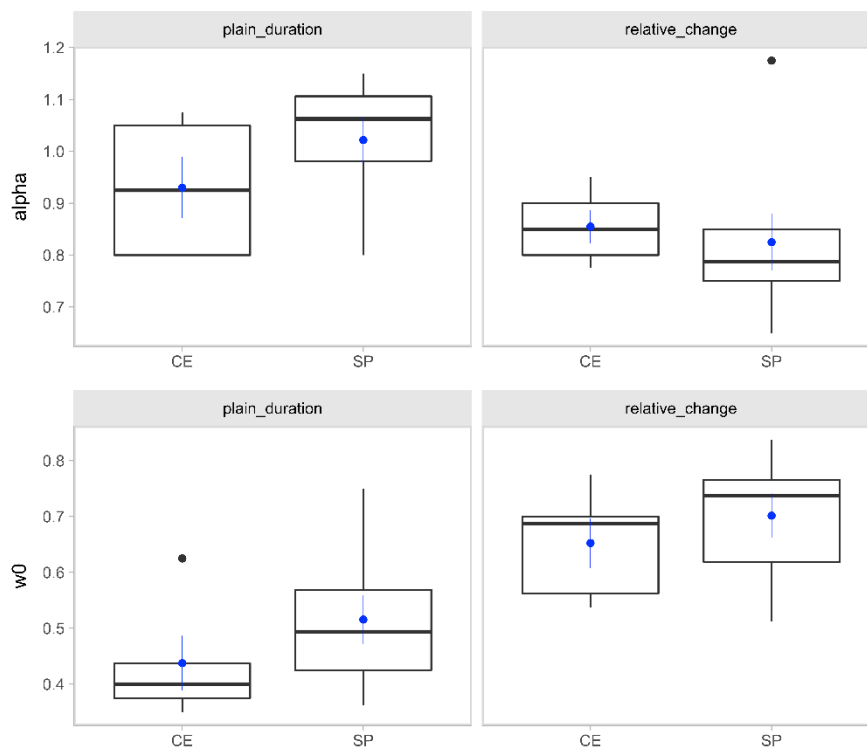 plain_duration relative_change
1.2
1.1
1.0
0.9
0.8
0.7
alpha
CE SP CE SP
plain_duration relative_change
0.8
0.7
0.6
0.5
0.4
w0
CE SP CE SP